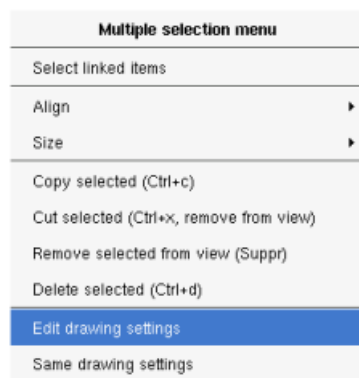 Multiple selection menu
Select linked items
Align
Size
Copy selected (Ctrl+c)
Cut selected (Ctrl+x, remove from view)
Remove selected from view (Suppr)
Delete selected (Ctrl+d)
Edit drawing settings
Same drawing settings